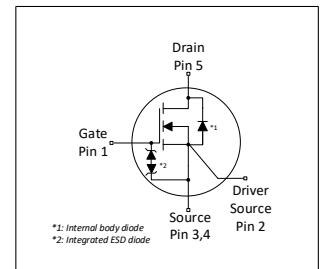 Drain
Pin 5
*1
Gate
Pin 1
*2
Driver
Source
Pin 2
Source
Pin 3,4
*1: Internal body diode
*2: Integrated ESD diode